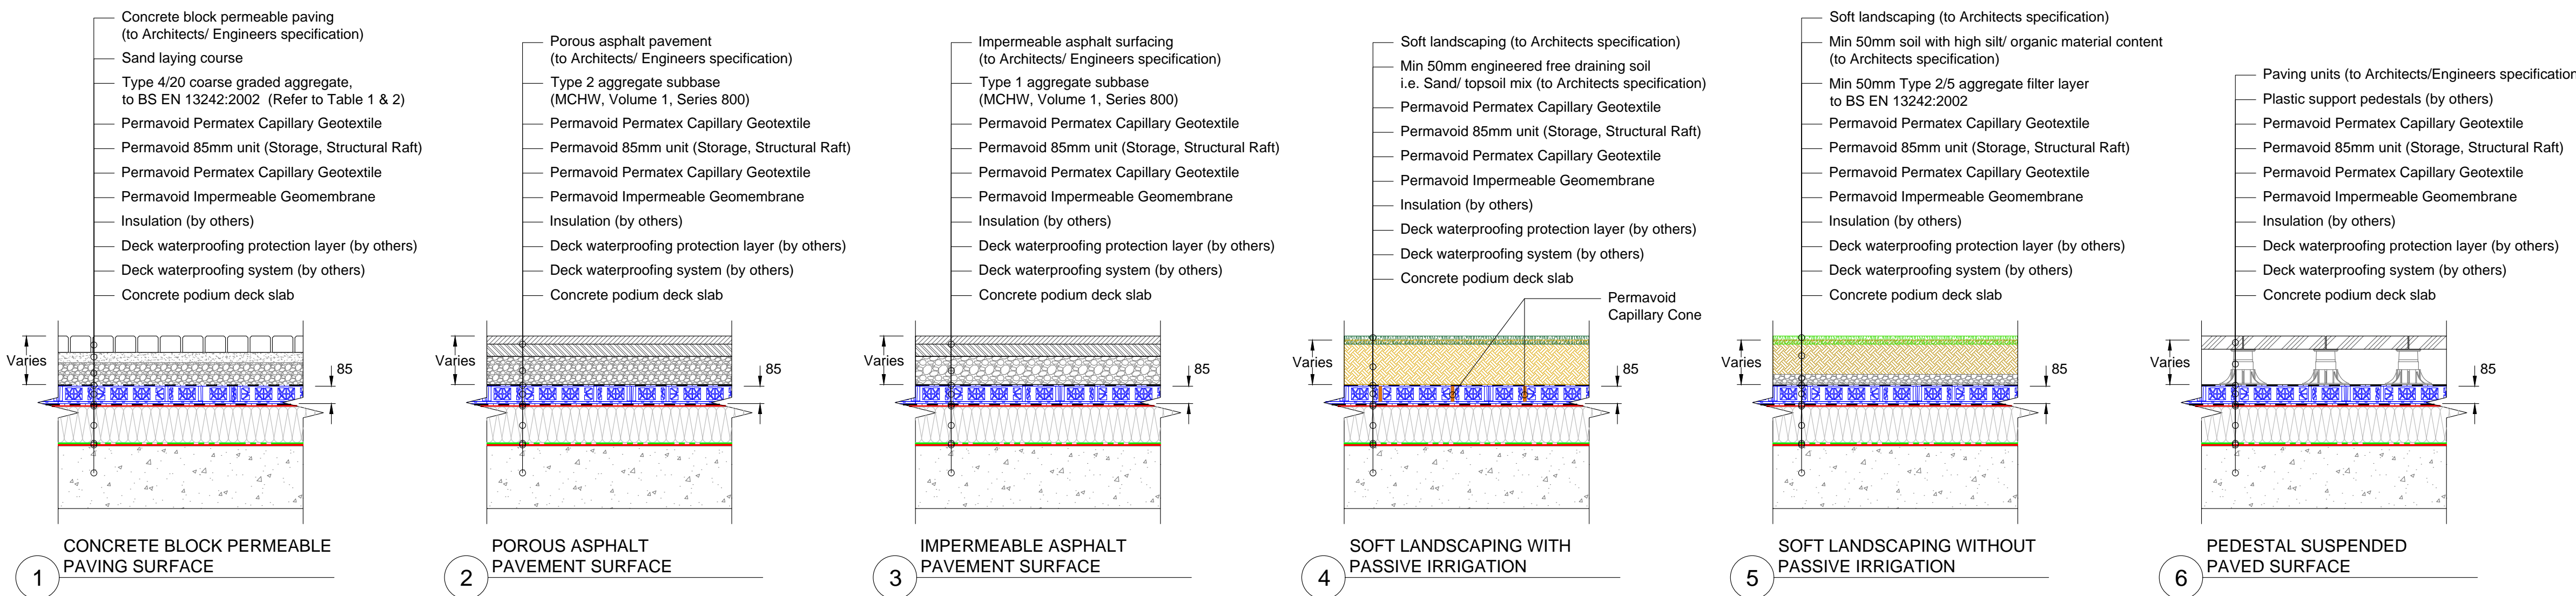 Concrete block permeable paving
(to Architects/ Engineers specification)
Sand laying course
Type 4/20 coarse graded aggregate,
to BS EN 13242:2002 (Refer to Table 1 & 2)
Permavoid Permatex Capillary Geotextile
Permavoid 85mm unit (Storage, Structural Raft)
Permavoid Permatex Capillary Geotextile
Permavoid Impermeable Geomembrane
Insulation (by others)
Deck waterproofing protection layer (by others)
Deck waterproofing system (by others)
Concrete podium deck slab
Varies
85
1
CONCRETE BLOCK PERMEABLE
PAVING SURFACE
Porous asphalt pavement
(to Architects/ Engineers specification)
Type 2 aggregate subbase
(MCHW, Volume 1, Series 800)
Permavoid Permatex Capillary Geotextile
Permavoid 85mm unit (Storage, Structural Raft)
Permavoid Permatex Capillary Geotextile
Permavoid Impermeable Geomembrane
Insulation (by others)
Deck waterproofing protection layer (by others)
Deck waterproofing system (by others)
Concrete podium deck slab
Varies
85
2
POROUS ASPHALT
PAVEMENT SURFACE
Impermeable asphalt surfacing
(to Architects/ Engineers specification)
Type 1 aggregate subbase
(MCHW, Volume 1, Series 800)
Permavoid Permatex Capillary Geotextile
Permavoid 85mm unit (Storage, Structural Raft)
Permavoid Permatex Capillary Geotextile
Permavoid Impermeable Geomembrane
Insulation (by others)
Deck waterproofing protection layer (by others)
Deck waterproofing system (by others)
Concrete podium deck slab
Varies
85
3
IMPERMEABLE ASPHALT
PAVEMENT SURFACE
Soft landscaping (to Architects specification)
Min 50mm engineered free draining soil
i.e. Sand/ topsoil mix (to Architects specification)
Permavoid Permatex Capillary Geotextile
Permavoid 85mm unit (Storage, Structural Raft)
Permavoid Permatex Capillary Geotextile
Permavoid Impermeable Geomembrane
Insulation (by others)
Deck waterproofing protection layer (by others)
Deck waterproofing system (by others)
Concrete podium deck slab
Permavoid
Capillary Cone
Varies
85
4
SOFT LANDSCAPING WITH
PASSIVE IRRIGATION
Soft landscaping (to Architects specification)
Min 50mm soil with high silt/ organic material content
(to Architects specification)
Min 50mm Type 2/5 aggregate filter layer
to BS EN 13242:2002
Permavoid Permatex Capillary Geotextile
Permavoid 85mm unit (Storage, Structural Raft)
Permavoid Permatex Capillary Geotextile
Permavoid Impermeable Geomembrane
Insulation (by others)
Deck waterproofing protection layer (by others)
Deck waterproofing system (by others)
Concrete podium deck slab
Varies
85
5
SOFT LANDSCAPING WITHOUT
PASSIVE IRRIGATION
Paving units (to Architects/Engineers specification
Plastic support pedestals (by others)
Permavoid Permatex Capillary Geotextile
Permavoid 85mm unit (Storage, Structural Raft)
Permavoid Permatex Capillary Geotextile
Permavoid Impermeable Geomembrane
Insulation (by others)
Deck waterproofing protection layer (by others)
Deck waterproofing system (by others)
Concrete podium deck slab
Varies
85
6
PEDESTAL SUSPENDED
PAVED SURFACE